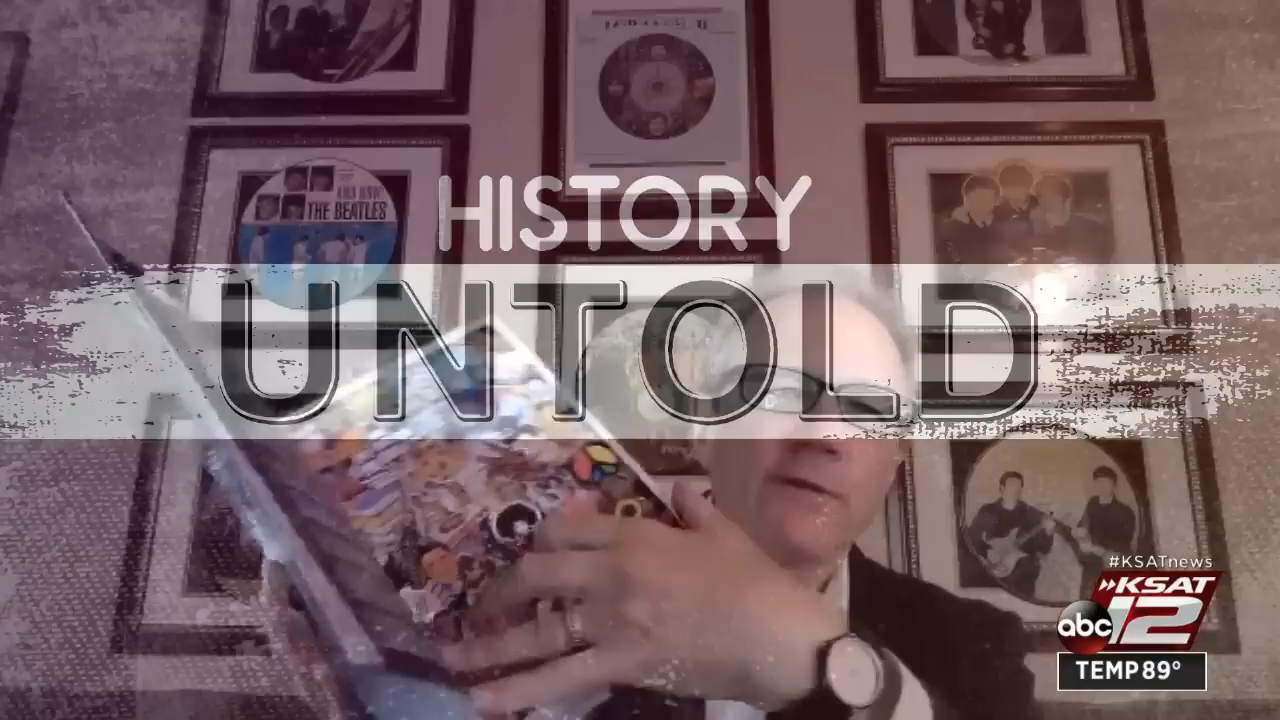 THE BEATLES
HISTORY
UNTOLD
#KSATnews
KSAT
abc 12
TEMP 89°